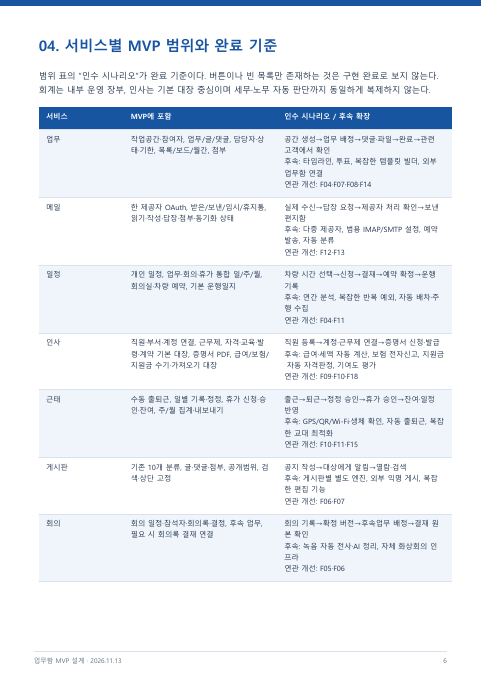 04. 서비스별 MVP 범위와 완료 기준
범위 표의 "인수 시나리오"가 완료 기준이다. 버튼이나 빈 목록만 존재하는 것은 구현 완료로 보지 않는다.
회계는 내부 운영 장부, 인사는 기본 대장 중심이며 세무·노무 자동 판단까지 동일하게 복제하지 않는다.
서비스 MVP에 포함 인수 시나리오 / 후속 확장
업무
작업공간·참여자, 업무/글/댓글, 담당자·상
태·기한, 목록/보드/월간, 첨부
공간 생성→업무 배정→댓글·파일→완료→관련
고객에서 확인
후속: 타임라인, 투표, 복잡한 템플릿 빌더, 외부
업무함 연결
연관 개선: F04·F07·F08·F14
메일
한 제공자 OAuth, 받은/보낸/임시/휴지통,
읽기·작성·답장·첨부·동기화 상태
실제 수신→답장 요청→제공자 처리 확인→보낸
편지함
후속: 다중 제공자, 범용 IMAP/SMTP 설정, 예약
발송, 자동 분류
연관 개선: F12·F13
일정
개인 일정, 업무·회의·휴가 통합 일/주/월,
회의실·차량 예약, 기본 운행일지
차량 시간 선택→신청→결재→예약 확정→운행
기록
후속: 연간 분석, 복잡한 반복 예외, 자동 배차·주
행 수집
연관 개선: F04·F11
인사
직원·부서·계정 연결, 근무제, 자격·교육·발
령·계약 기본 대장, 증명서 PDF, 급여/보험/
지원금 수기·가져오기 대장
직원 등록→계정·근무제 연결→증명서 신청·발급
후속: 급여·세액 자동 계산, 보험 전자신고, 지원금
자동 자격판정, 기여도 평가
연관 개선: F09·F10·F18
근태
수동 출퇴근, 일별 기록·정정, 휴가 신청·승
인·잔여, 주/월 집계·내보내기
출근→퇴근→정정 승인→휴가 승인→잔여·일정
반영
후속: GPS/QR/Wi-Fi·생체 확인, 자동 출퇴근, 복잡
한 교대 최적화
연관 개선: F10·F11·F15
게시판
기존 10개 분류, 글·댓글·첨부, 공개범위, 검
색·상단 고정
공지 작성→대상에게 알림→열람·검색
후속: 게시판별 별도 엔진, 외부 익명 게시, 복잡
한 편집 기능
연관 개선: F06·F07
회의
회의 일정·참석자·회의록·결정, 후속 업무,
필요 시 회의록 결재 연결
회의 기록→확정 버전→후속업무 배정→결재 원
본 확인
후속: 녹음 자동 전사·AI 정리, 자체 화상회의 인
프라
연관 개선: F05·F06
업무함 MVP 설계 · 2026.11.13
6